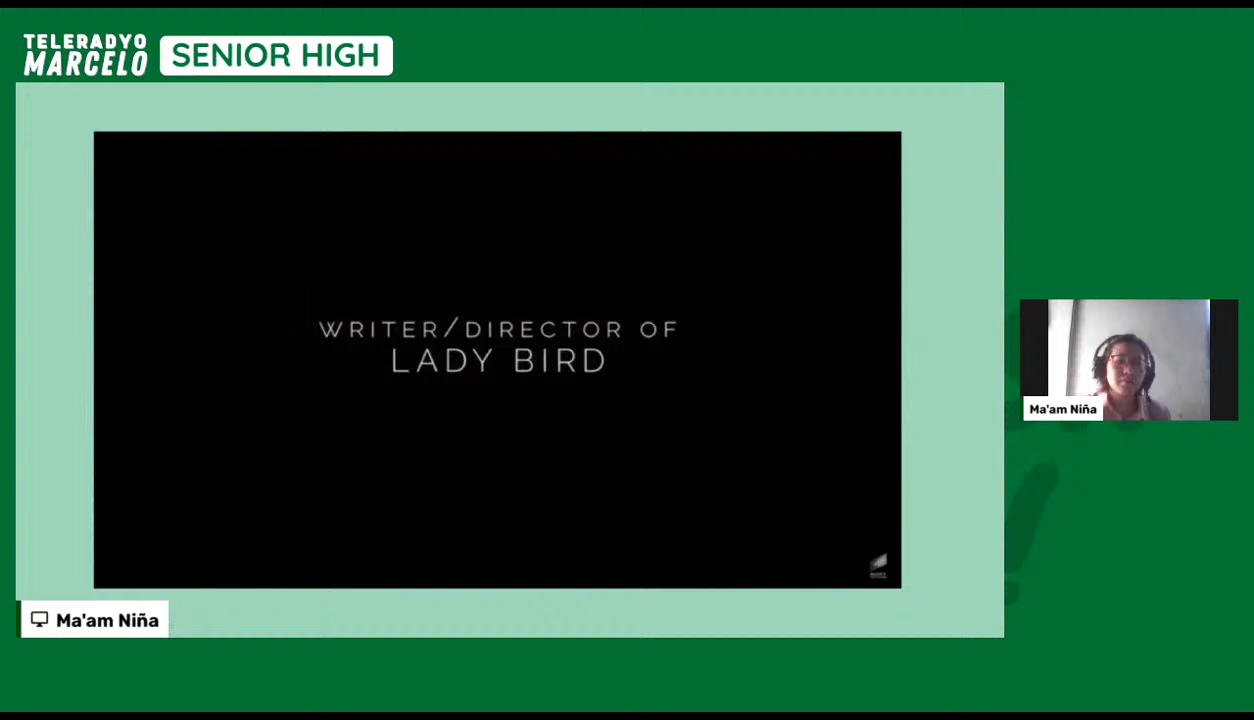 TELERADYO
MARCELO
SENIOR HIGH
WRITER/DIRECTOR OF
LADY BIRD
Ma'am Niña
Ma'am Niña